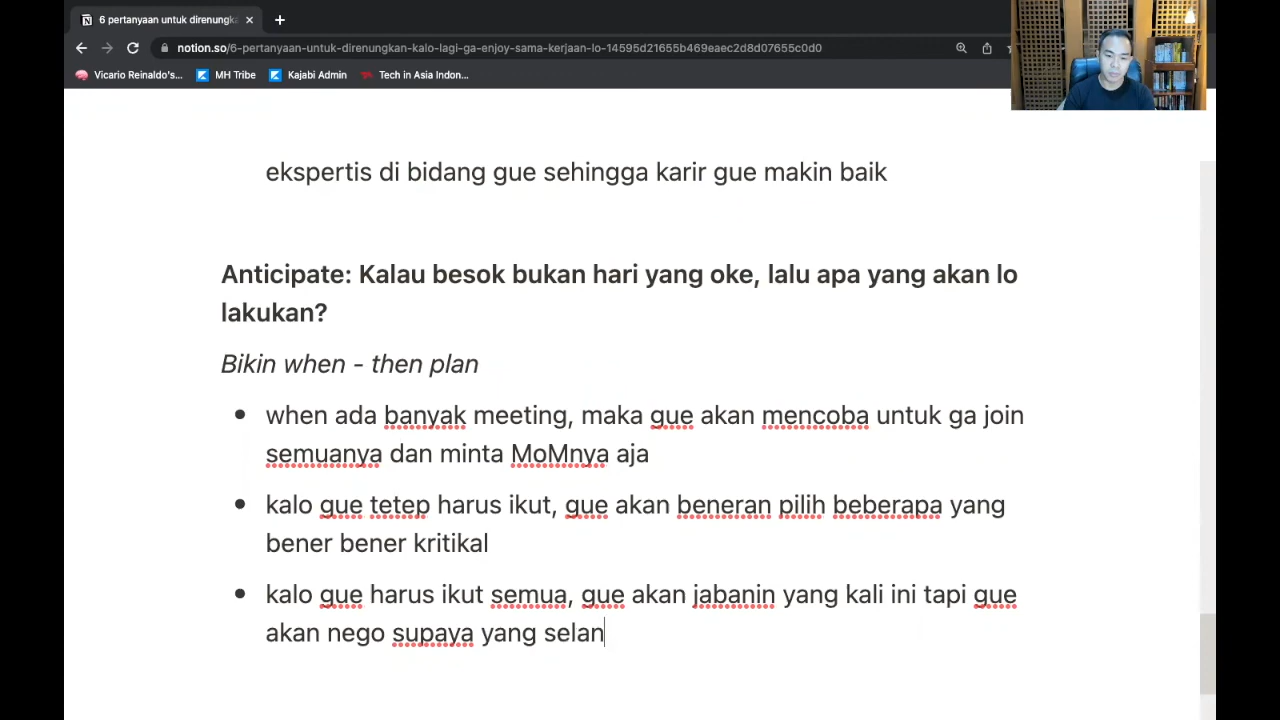 6 pertanyaan untuk direnungka
notion.so/6-pertanyaan-untuk-direnungkan-kalo-lagi-ga-enjoy-sama-kerjaan-lo-14595d21655b469eaec2d8d07655c0d0
Vicario Reinaldo's... MH Tribe Kajabi Admin Tech in Asia Indon...
ekspertis di bidang gue sehingga karir gue makin baik
Anticipate: Kalau besok bukan hari yang oke, lalu apa yang akan lo
lakukan?
Bikin when - then plan
• when ada banyak meeting, maka gue akan mencoba untuk ga join
semuanya dan minta MoMnya aja
• kalo gue tetep harus ikut, gue akan beneran pilih beberapa yang
bener bener kritikal
• kalo gue harus ikut semua, gue akan jabanin yang kali ini tapi gue
akan nego supaya yang selan